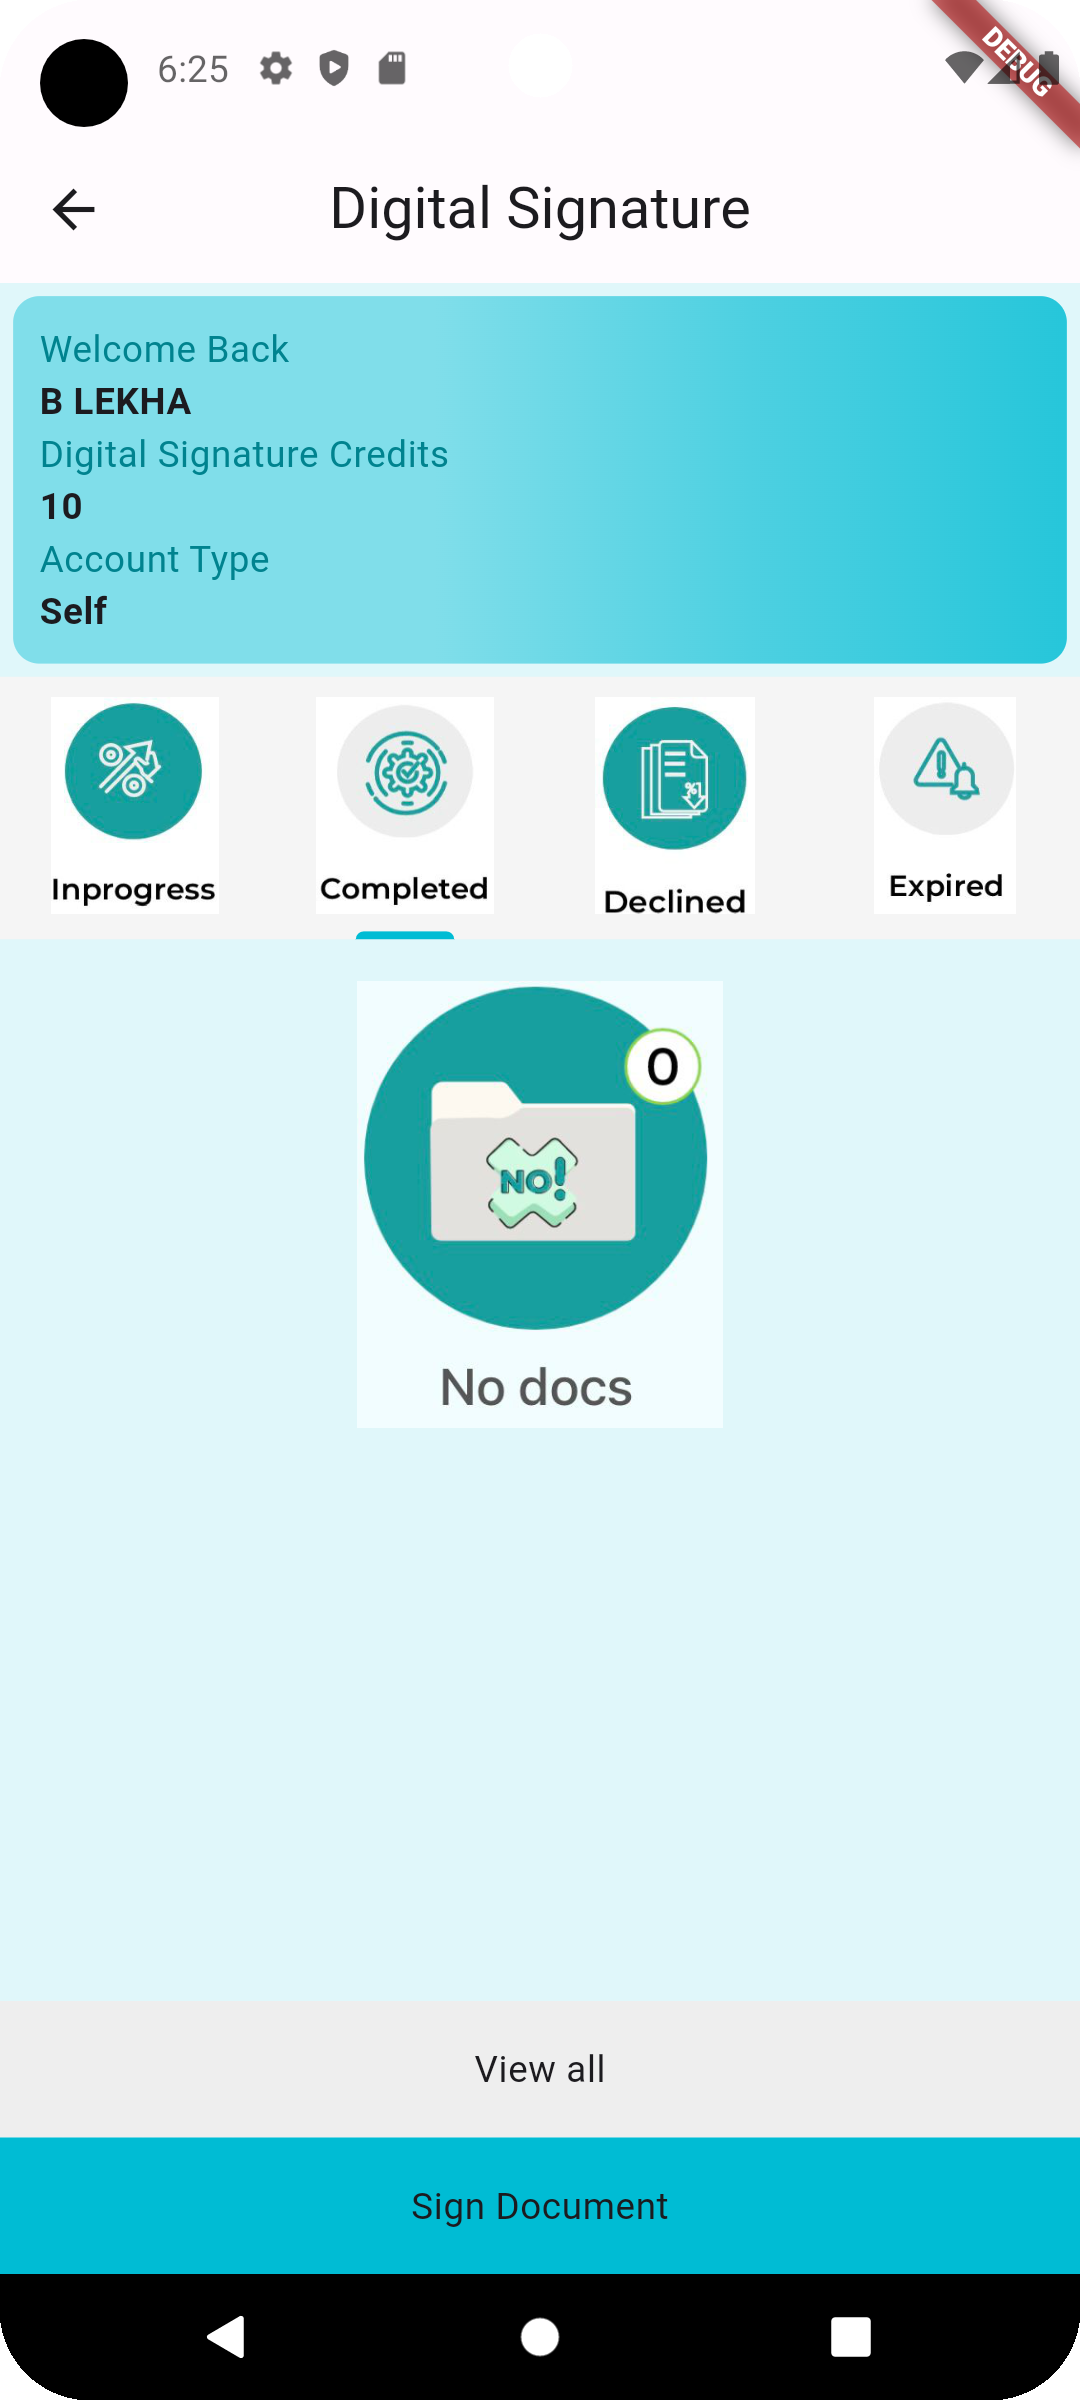 6:25
DEBUG
Digital Signature
Welcome Back
B LEKHA
Digital Signature Credits
10
Account Type
Self
Inprogress
Completed
Declined
Expired
0
NO!
No docs
View all
Sign Document